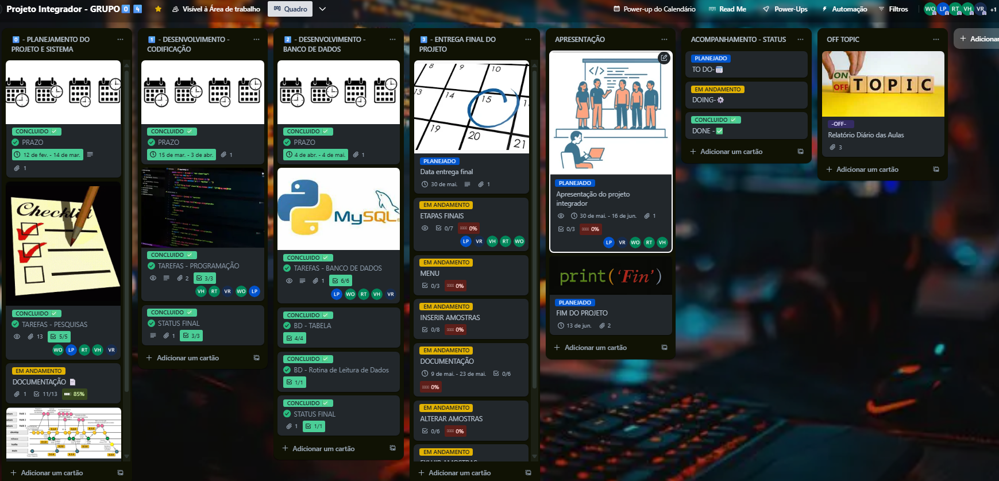 Projeto Integrador - GRUPO 0️⃣ 4️⃣
Visível à Área de trabalho
Quadro
Power-up do Calendário
Read Me
Power-Ups
Automação
Filtros
WO LP RT VH VR +1
0️⃣ - PLANEJAMENTO DO
PROJETO E SISTEMA
CONCLUIDO ✅
PRAZO
12 de fev. - 14 de mar.
1
Checklist
CONCLUIDO ✅
TAREFAS - PESQUISAS
13 5/5
WO LP RT VH VR
EM ANDAMENTO
DOCUMENTAÇÃO 📄
1 11/13 85%
FASE 1
FASE 2
FASE 3
Adicionar um cartão
1️⃣ - DESENVOLVIMENTO -
CODIFICAÇÃO
CONCLUIDO ✅
PRAZO
15 de mar. - 3 de abr. 1
CONCLUIDO ✅
TAREFAS - PROGRAMAÇÃO
2 3/3
VH RT VR WO LP
CONCLUIDO ✅
STATUS FINAL
1 3/3
Adicionar um cartão
2️⃣ - DESENVOLVIMENTO -
BANCO DE DADOS
CONCLUIDO ✅
PRAZO
4 de abr. - 4 de mai. 1
MySQL
CONCLUIDO ✅
TAREFAS - BANCO DE DADOS
1 6/6
LP WO RT VH VR
CONCLUIDO ✅
BD - TABELA
4/4
CONCLUIDO ✅
BD - Rotina de Leitura de Dados
1/1
CONCLUIDO ✅
STATUS FINAL
1 1/1
Adicionar um cartão
3️⃣ - ENTREGA FINAL DO
PROJETO
8 9 10
13 14 15
19 20 21
PLANEJADO
Data entrega final
30 de mai. 1
EM ANDAMENTO
ETAPAS FINAIS
0/7 0%
LP VR VH RT WO
EM ANDAMENTO
MENU
0/3 0%
EM ANDAMENTO
INSERIR AMOSTRAS
0/8 0%
EM ANDAMENTO
DOCUMENTAÇÃO
9 de mai. - 23 de mai. 0/6
0%
EM ANDAMENTO
ALTERAR AMOSTRAS
0/6 0%
EM ANDAMENTO
Adicionar um cartão
APRESENTAÇÃO
</>
PLANEJADO
Apresentação do projeto
integrador
30 de mai. - 16 de jun. 1
0/3 0%
LP VR WO RT VH
print('Fin')
PLANEJADO
FIM DO PROJETO
13 de jun. 2
Adicionar um cartão
ACOMPANHAMENTO - STATUS
PLANEJADO
TO DO-🗓️
EM ANDAMENTO
DOING-⚙️
CONCLUIDO ✅
DONE -✅
Adicionar um cartão
OFF TOPIC
ON
OFF TOPIC
-OFF-
Relatório Diário das Aulas
3
Adicionar um cartão
Adicionar